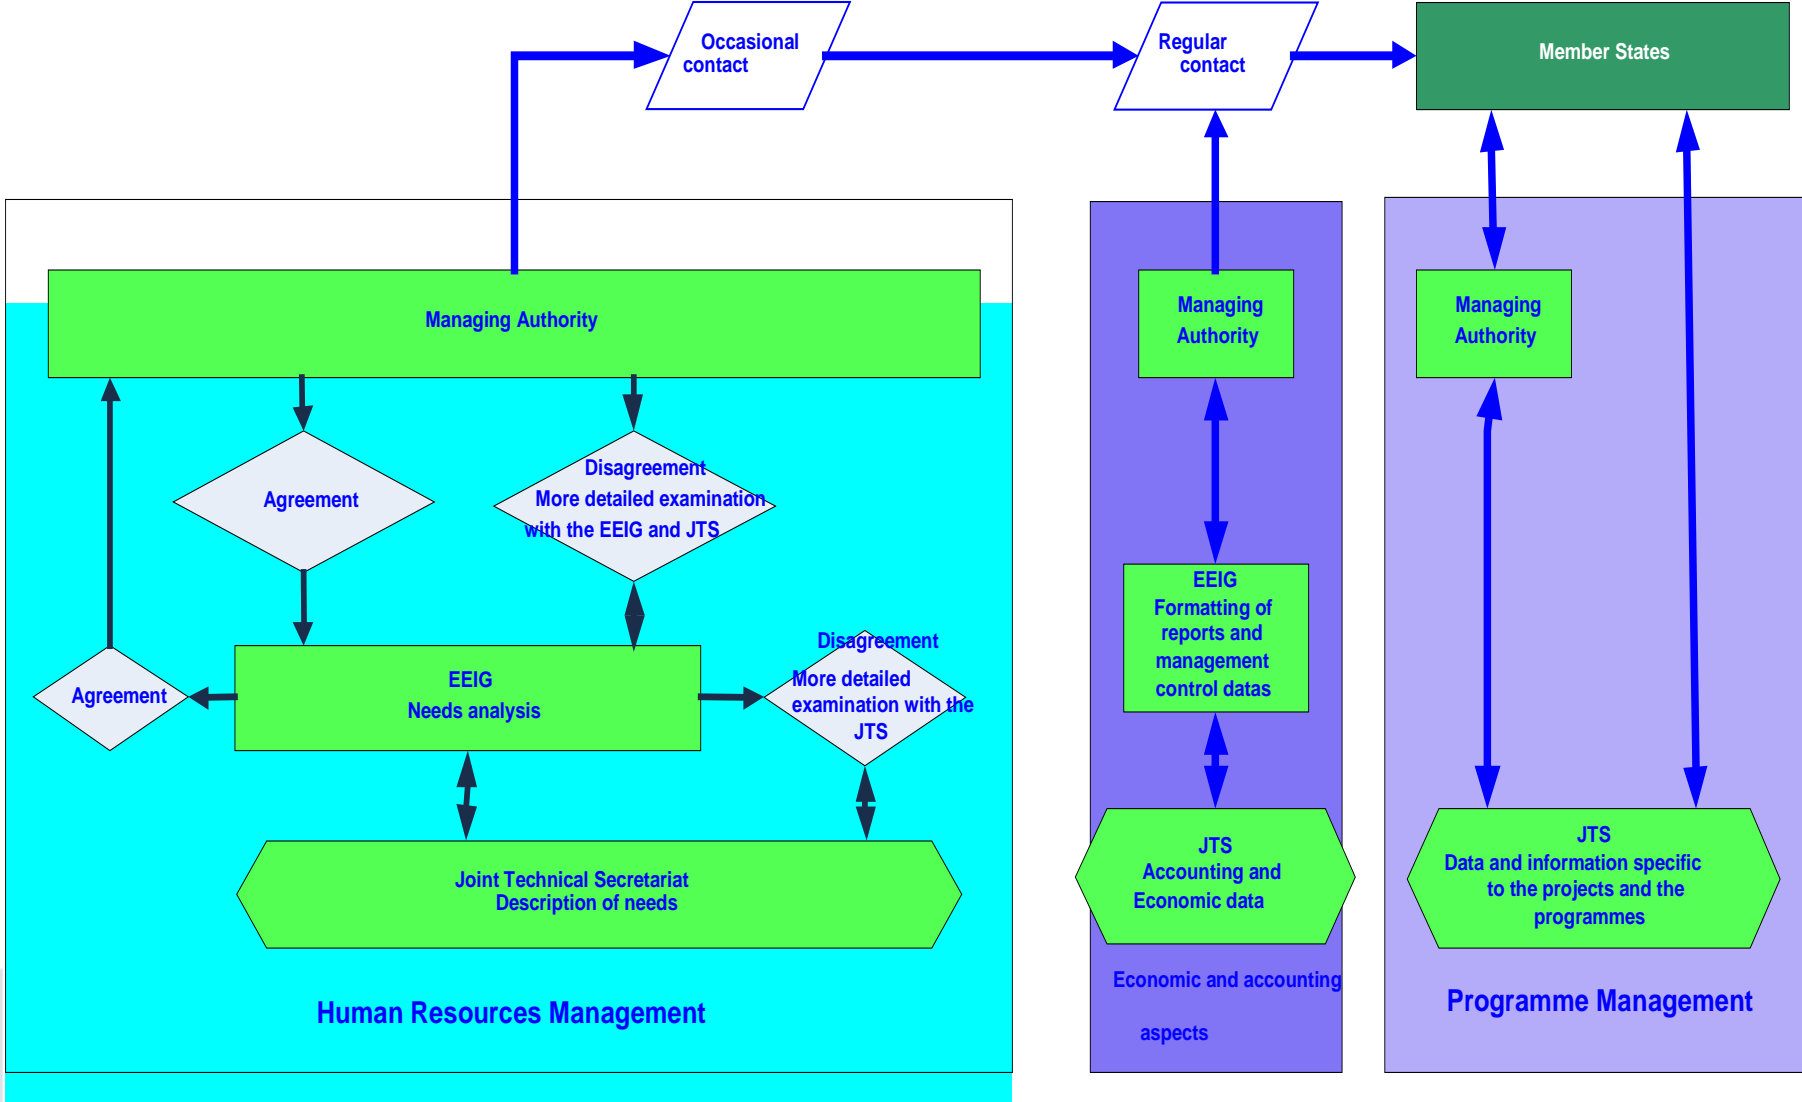 Occasional
contact
Regular
contact
Member States
Managing Authority
Agreement
Disagreement
More detailed examination
with the EEIG and JTS
Agreement
EEIG
Needs analysis
Disagreement
More detailed
examination with the
JTS
Joint Technical Secretariat
Description of needs
Human Resources Management
Managing
Authority
EEIG
Formatting of
reports and
management
control datas
JTS
Accounting and
Economic data
Economic and accounting
aspects
Managing
Authority
JTS
Data and information specific
to the projects and the
programmes
Programme Management